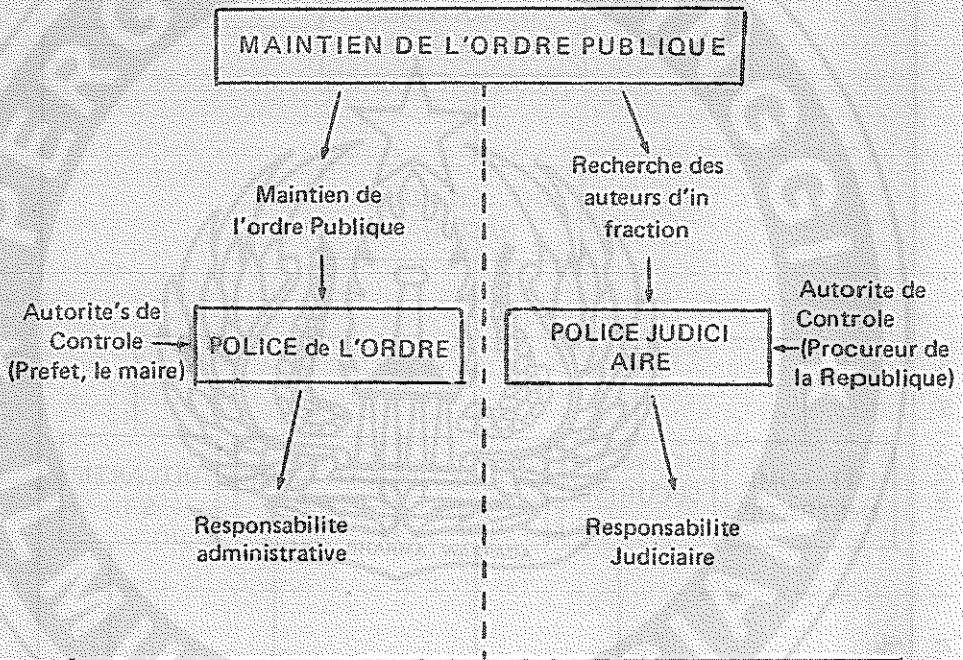 MAINTIEN DE L'ORDRE PUBLIQUE
Maintien de
l'ordre Publique
Recherche des
auteurs d'in
fraction
Autorite's de
Controle
(Prefet, le maire)
POLICE de L'ORDRE
POLICE JUDICI
AIRE
Autorite de
Controle
(Procureur de
la Republique)
Responsabilite
administrative
Responsabilite
Judiciaire